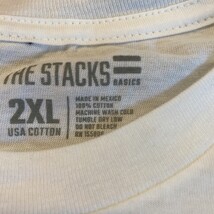 THE STACKS
BASICS
2XL
USA COTTON
MADE IN MEXICO
100% COTTON
MACHINE WASH COLD
TUMBLE DRY LOW
DO NOT BLEACH